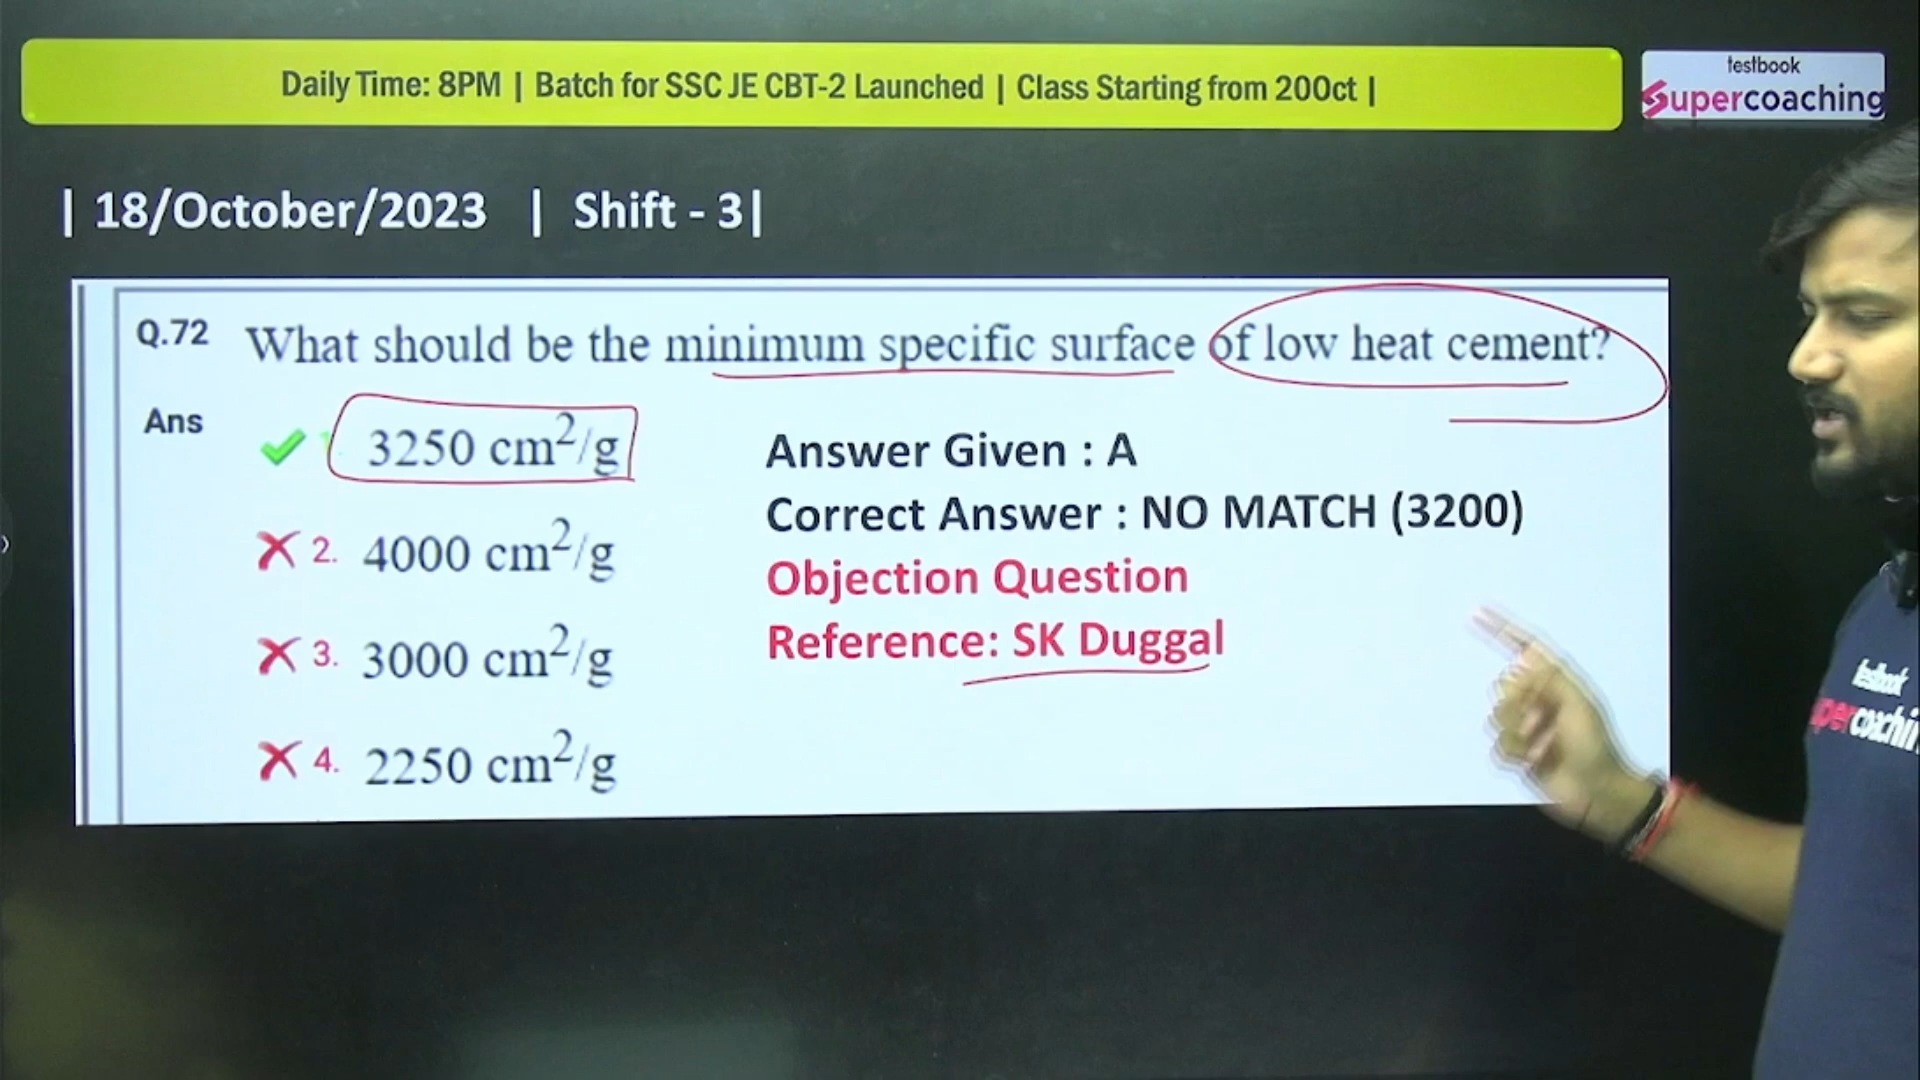 Daily Time: 8PM | Batch for SSC JE CBT-2 Launched | Class Starting from 20Oct |
testbook
Supercoaching
| 18/October/2023 | Shift - 3|
Q.72 What should be the minimum specific surface of low heat cement?
Ans
3250 cm²/g
2. 4000 cm²/g
3. 3000 cm²/g
4. 2250 cm²/g
Answer Given : A
Correct Answer : NO MATCH (3200)
Objection Question
Reference: SK Duggal
testbook